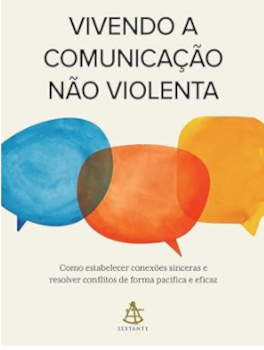 VIVENDO A
COMUNICAÇÃO
NÃO VIOLENTA
Como estabelecer conexões sinceras e
resolver conflitos de forma pacífica e eficaz
SEXTANTE